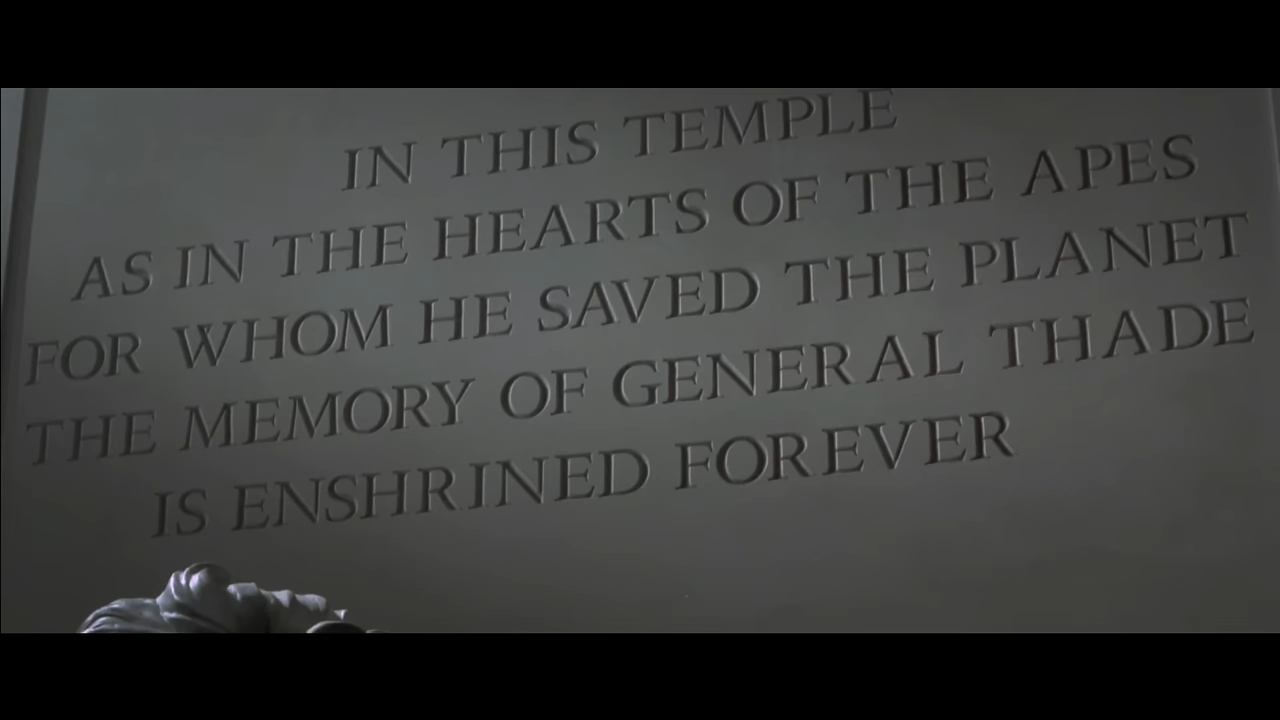 IN THIS TEMPLE
AS IN THE HEARTS OF THE APES
FOR WHOM HE SAVED THE PLANET
THE MEMORY OF GENERAL THADE
IS ENSHRINED FOREVER